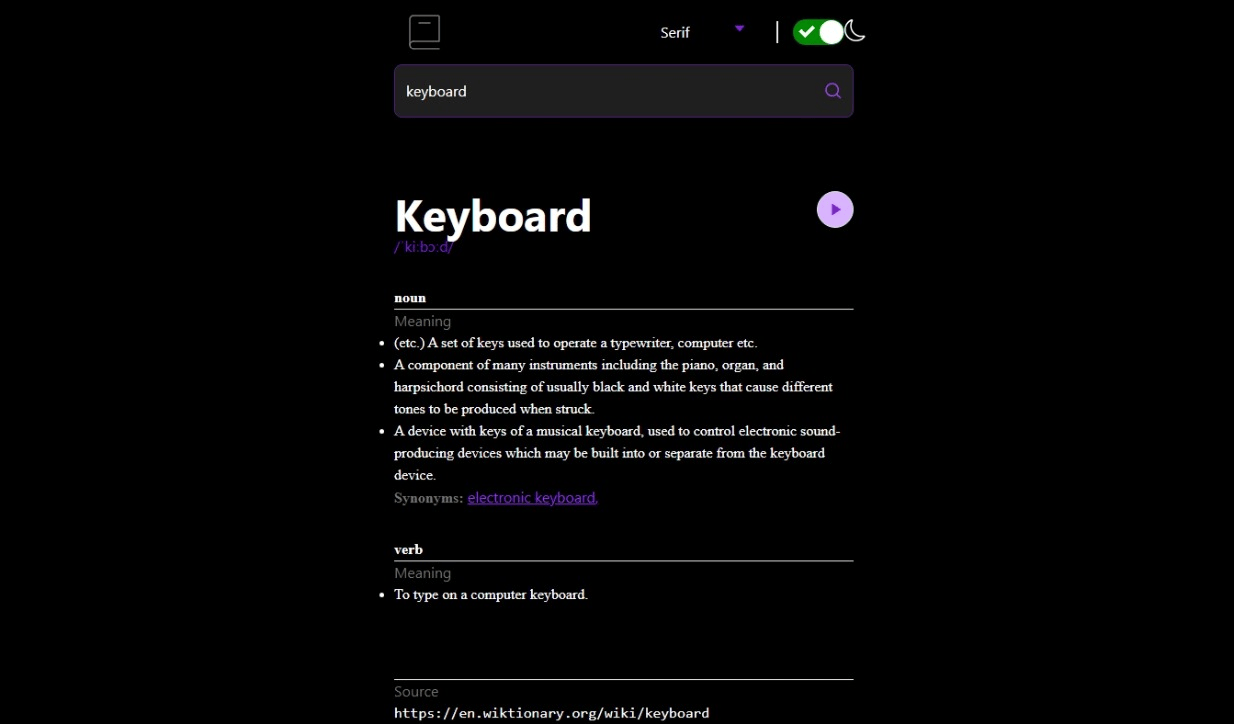 Serif
keyboard
Keyboard
/ˈkiːbɔːd/
noun
Meaning
(etc.) A set of keys used to operate a typewriter, computer etc.
A component of many instruments including the piano, organ, and
harpsichord consisting of usually black and white keys that cause different
tones to be produced when struck.
A device with keys of a musical keyboard, used to control electronic sound-
producing devices which may be built into or separate from the keyboard
device.
Synonyms: electronic keyboard,
verb
Meaning
To type on a computer keyboard.
Source
https://en.wiktionary.org/wiki/keyboard